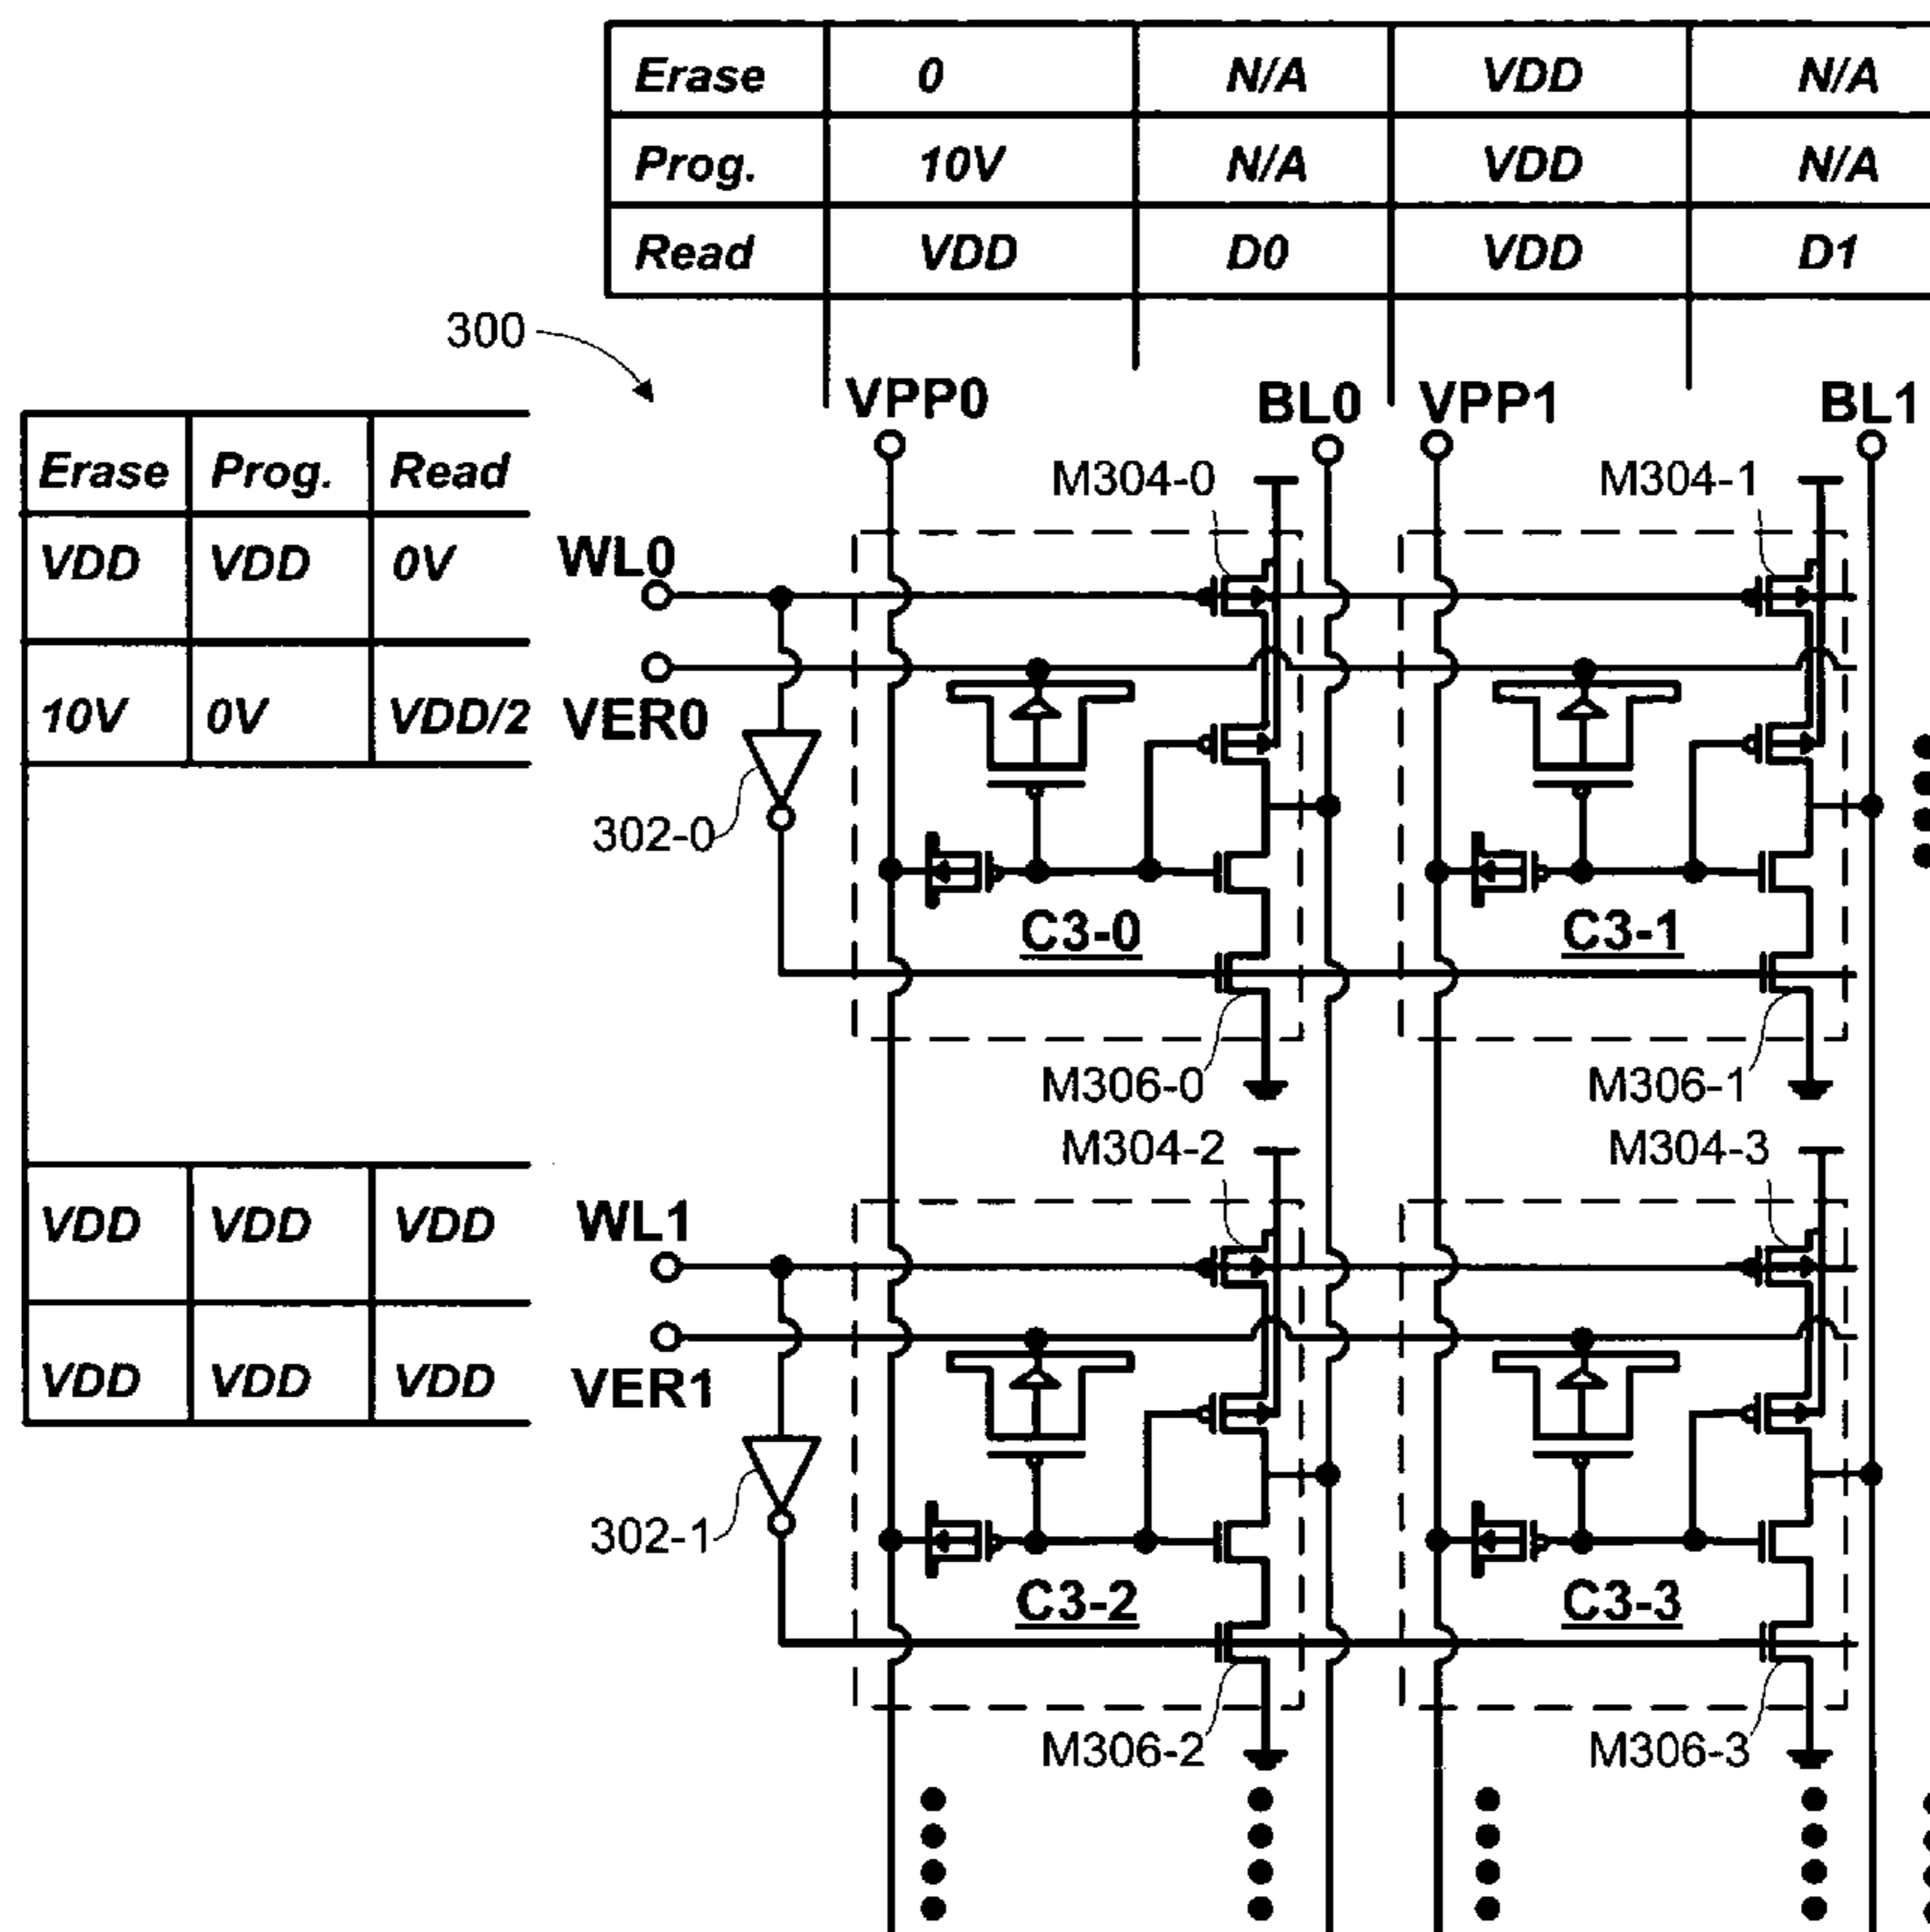 Erase 0 N/A VDD N/A
Prog. 10V N/A VDD N/A
Read VDD D0 VDD D1
300
VPP0 BL0 VPP1 BL1
Erase Prog. Read
M304-0 M304-1
VDD VDD 0V WL0
10V 0V VDD/2 VER0
302-0
C3-0 C3-1
M306-0 M306-1
M304-2 M304-3
VDD VDD VDD WL1
VDD VDD VDD VER1
302-1
C3-2 C3-3
M306-2 M306-3